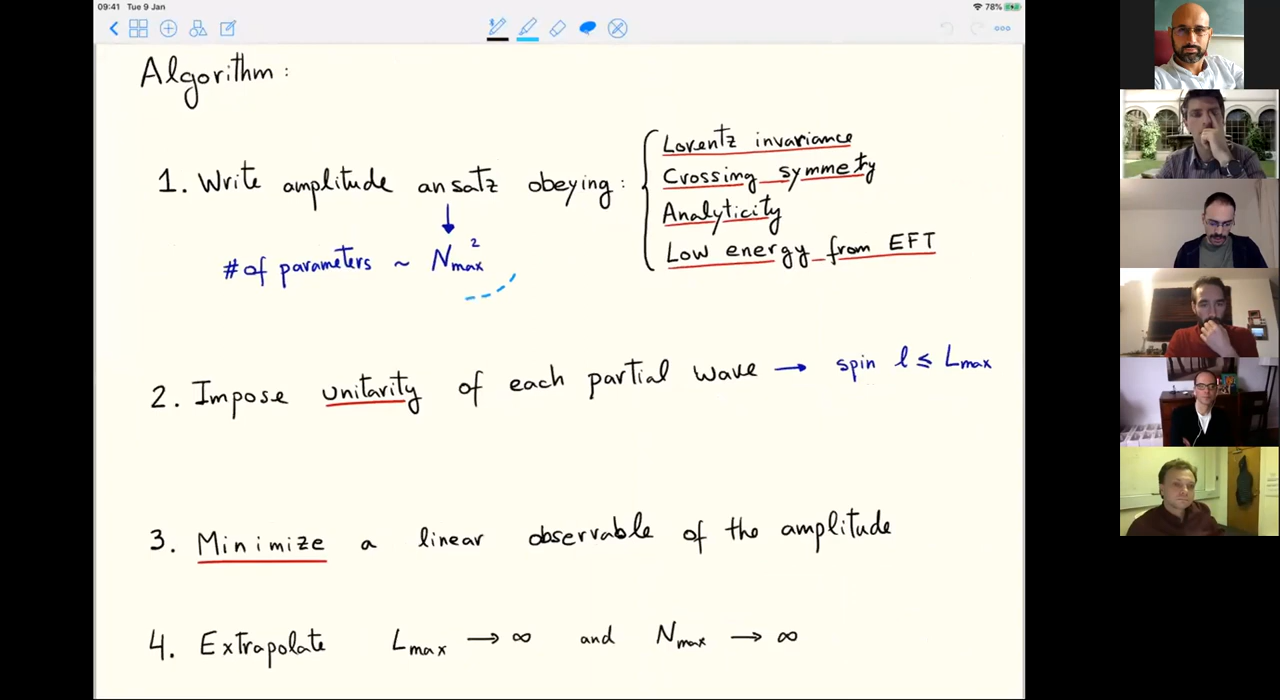 09:41 Tue 9 Jan
78%
Algorithm:
1. Write amplitude ansatz obeying:
Lorentz invariance
Crossing symmetry
Analyticity
Low energy from EFT
# of parameters ~ N_max^2
2. Impose unitarity of each partial wave → spin l ≤ L_max
3. Minimize a linear observable of the amplitude
4. Extrapolate L_max → ∞ and N_max → ∞